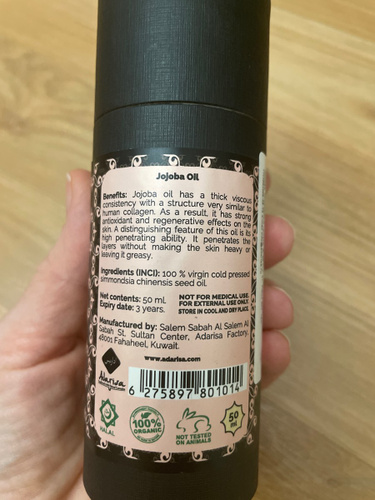 Jojoba Oil
Benefits: Jojoba oil has a thick viscous
consistency with a structure very similar to
human collagen. As a result, it has strong
antioxidant and regenerative effects on the
skin. A distinguishing feature of this oil is its
high penetrating ability. It penetrates the
layers without making the skin heavy or
leaving it greasy.
Ingredients (INCI): 100 % virgin cold pressed
simmondsia chinensis seed oil.
Net contents: 50 ml.
Expiry date: 3 years.
NOT FOR MEDICAL USE.
FOR EXTERNAL USE ONLY.
STORE IN COOL AND DRY PLACE.
Manufactured by: Salem Sabah Al Salem Al
Sabah St. Sultan Center, Adarisa Factory,
48001 Fahaheel, Kuwait.
www.adarisa.com
Adarisa
6 275897 801014
HALAL
100%
ORGANIC
NOT TESTED
ON ANIMALS
50